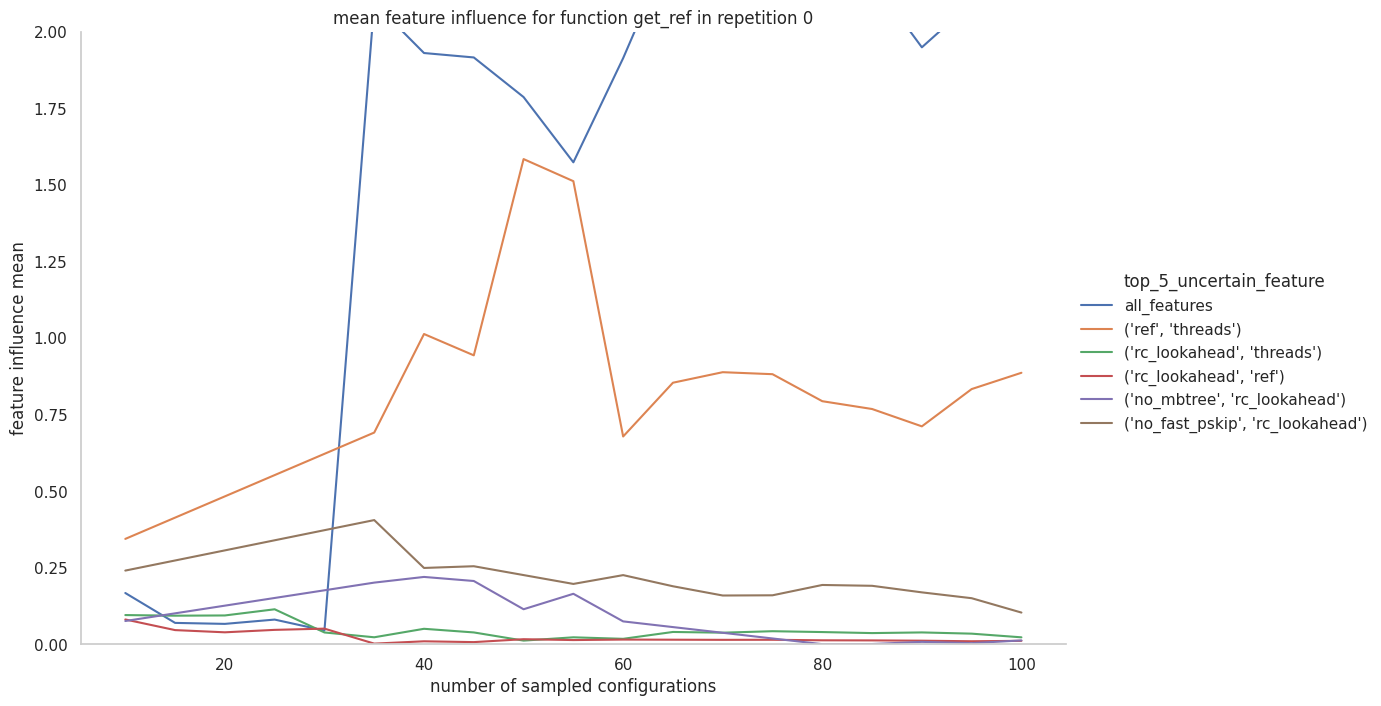 mean feature influence for function get_ref in repetition 0
2.00
1.75
1.50
1.25
1.00
0.75
0.50
0.25
0.00
feature influence mean
20 40 60 80 100
number of sampled configurations
top_5_uncertain_feature
all_features
('ref', 'threads')
('rc_lookahead', 'threads')
('rc_lookahead', 'ref')
('no_mbtree', 'rc_lookahead')
('no_fast_pskip', 'rc_lookahead')